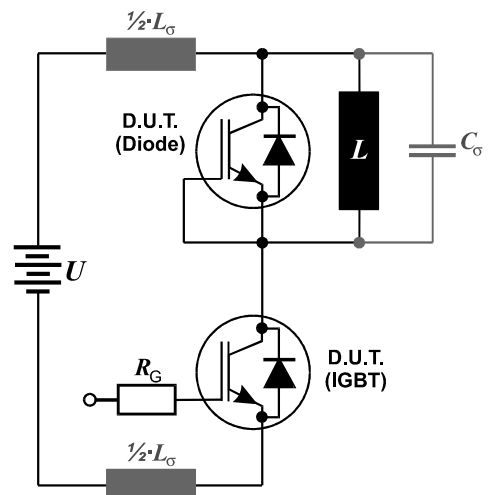 ½·Lσ
D.U.T.
(Diode)
L
Cσ
U
D.U.T.
(IGBT)
RG
½·Lσ